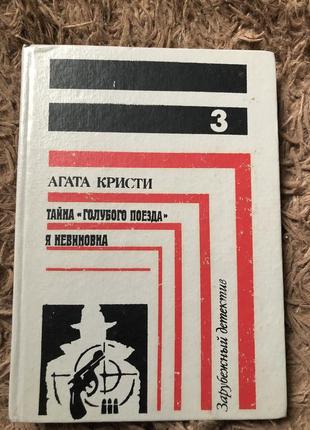 3
АГАТА КРИСТИ
ТАЙНА «ГОЛУБОГО ПОЕЗДА»
Я НЕВИНОВНА
Зарубежный детектив